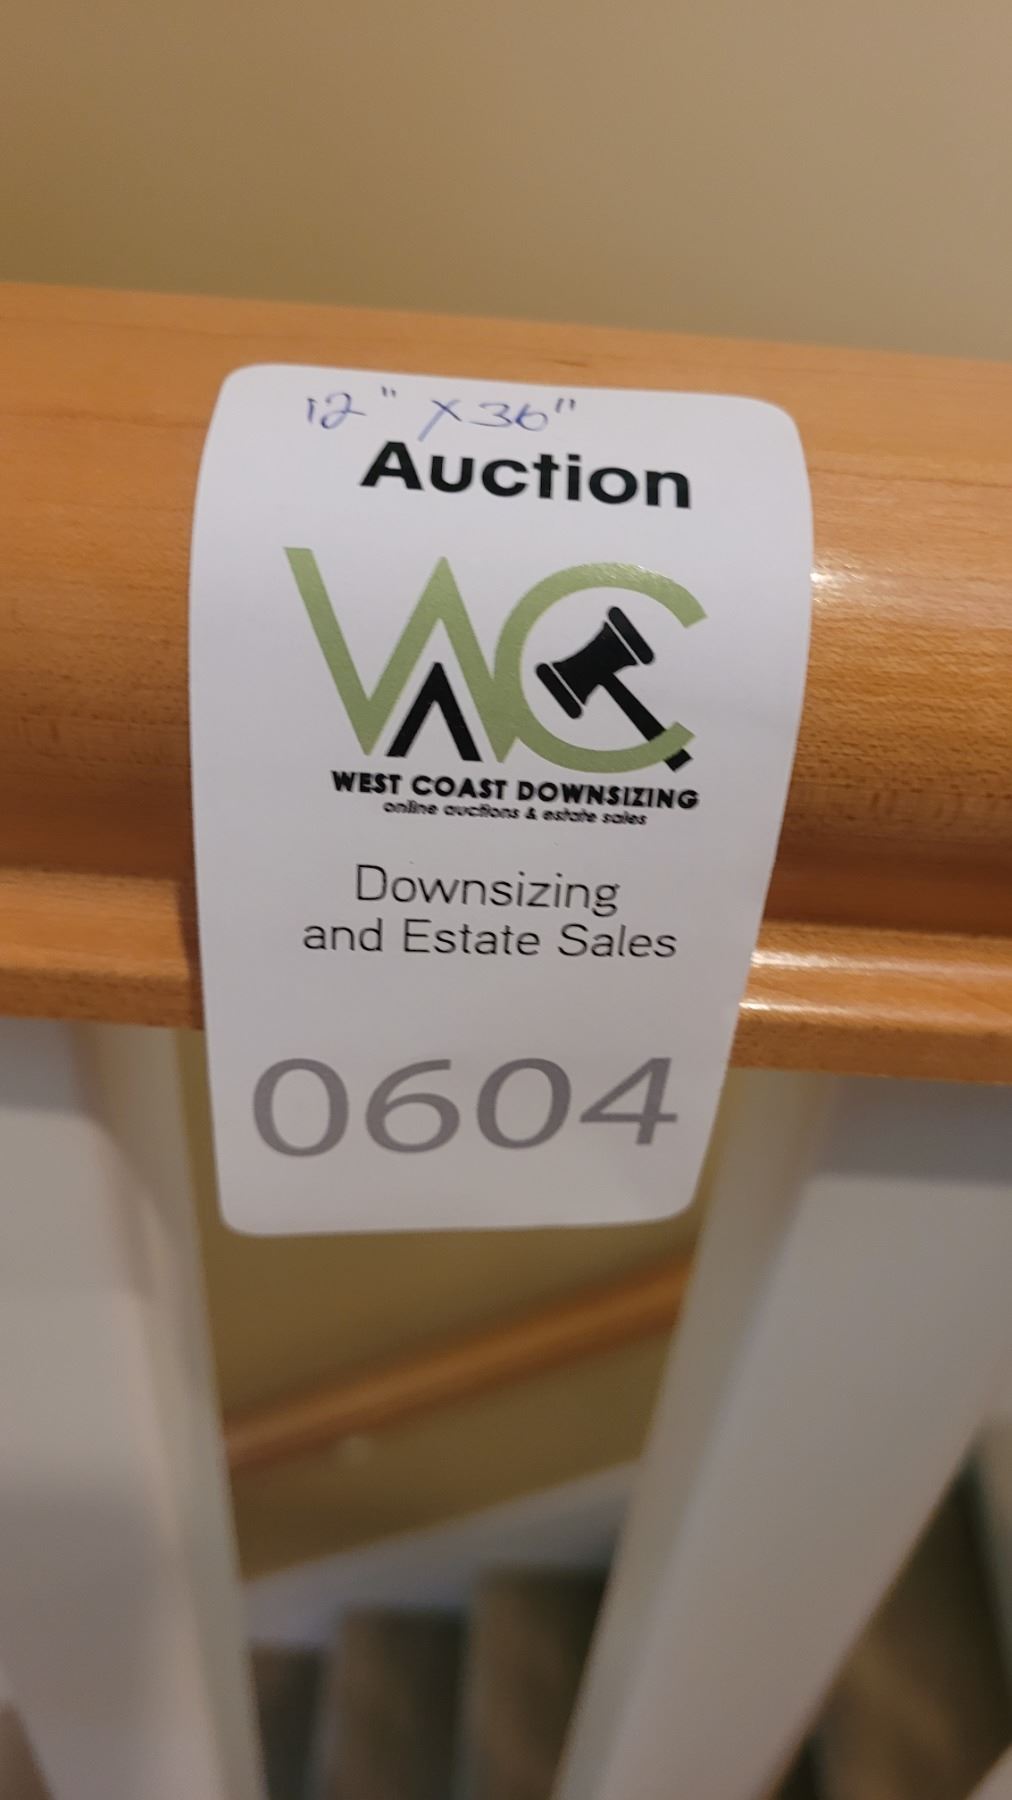 12" x 36"
Auction
WC
WEST COAST DOWNSIZING
online auctions & estate sales
Downsizing
and Estate Sales
0604